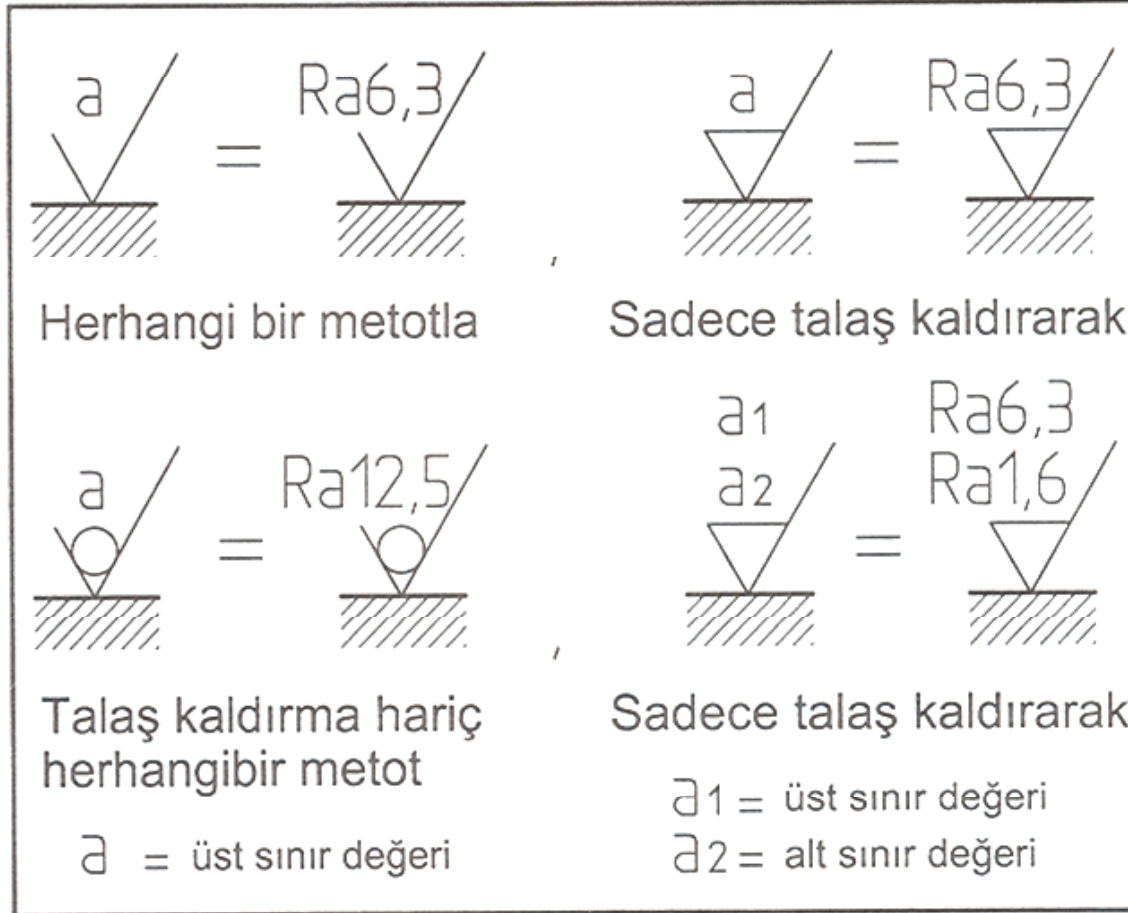 a = Ra6,3
a = Ra6,3
,
Herhangi bir metotla
Sadece talaş kaldırarak
a = Ra12,5
a1
a2 = Ra6,3
Ra1,6
,
Talaş kaldırma hariç
herhangibir metot
a = üst sınır değeri
Sadece talaş kaldırarak
a1 = üst sınır değeri
a2 = alt sınır değeri